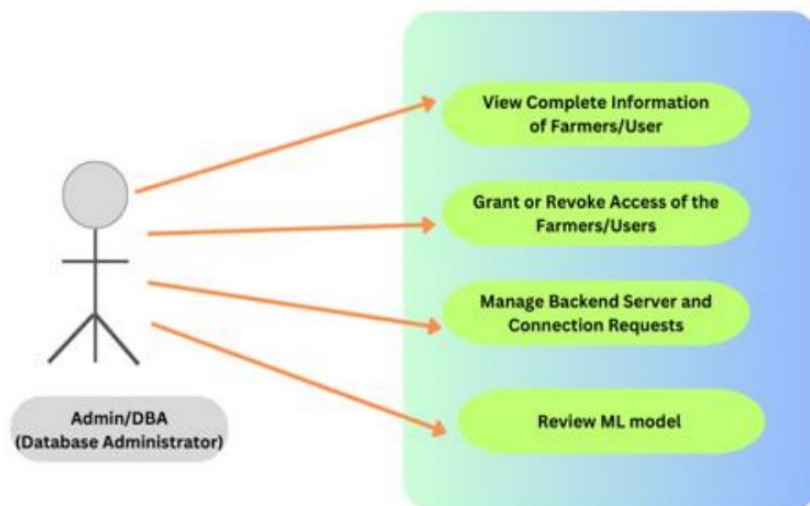 View Complete Information
of Farmers/User
Grant or Revoke Access of the
Farmers/Users
Manage Backend Server and
Connection Requests
Review ML model
Admin/DBA
(Database Administrator)